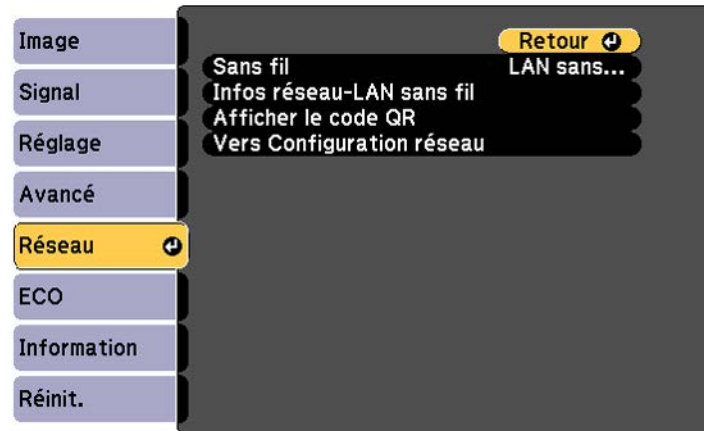 Image
Signal
Réglage
Avancé
Réseau
ECO
Information
Réinit.
Retour
Sans fil LAN sans...
Infos réseau-LAN sans fil
Afficher le code QR
Vers Configuration réseau